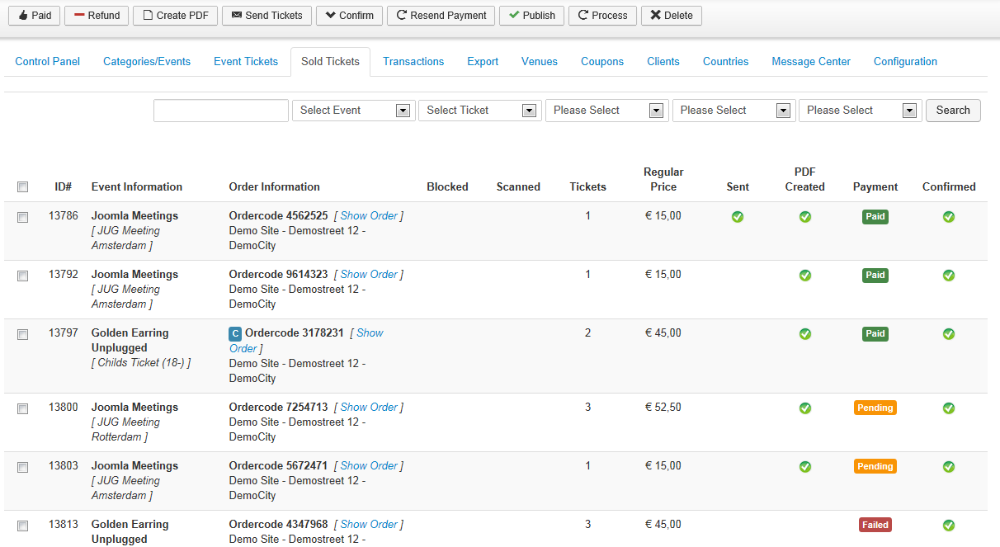 Paid Refund Create PDF Send Tickets Confirm Resend Payment Publish Process Delete
Control Panel Categories/Events Event Tickets Sold Tickets Transactions Export Venues Coupons Clients Countries Message Center Configuration
Select Event Select Ticket Please Select Please Select Please Select Search
Regular PDF
ID# Event Information Order Information Blocked Scanned Tickets Price Sent Created Payment Confirmed
13786 Joomla Meetings Ordercode 4562525 [ Show Order ] 1 € 15,00 Paid
[ JUG Meeting Demo Site - Demostreet 12 -
Amsterdam ] DemoCity
13792 Joomla Meetings Ordercode 9614323 [ Show Order ] 1 € 15,00 Paid
[ JUG Meeting Demo Site - Demostreet 12 -
Amsterdam ] DemoCity
13797 Golden Earring C Ordercode 3178231 [ Show 2 € 45,00 Paid
Unplugged Order ]
[ Childs Ticket (18-) ] Demo Site - Demostreet 12 -
DemoCity
13800 Joomla Meetings Ordercode 7254713 [ Show Order ] 3 € 52,50 Pending
[ JUG Meeting Demo Site - Demostreet 12 -
Rotterdam ] DemoCity
13803 Joomla Meetings Ordercode 5672471 [ Show Order ] 1 € 15,00 Pending
[ JUG Meeting Demo Site - Demostreet 12 -
Amsterdam ] DemoCity
13813 Golden Earring Ordercode 4347968 [ Show Order ] 3 € 45,00 Failed
Unplugged Demo Site - Demostreet 12 -